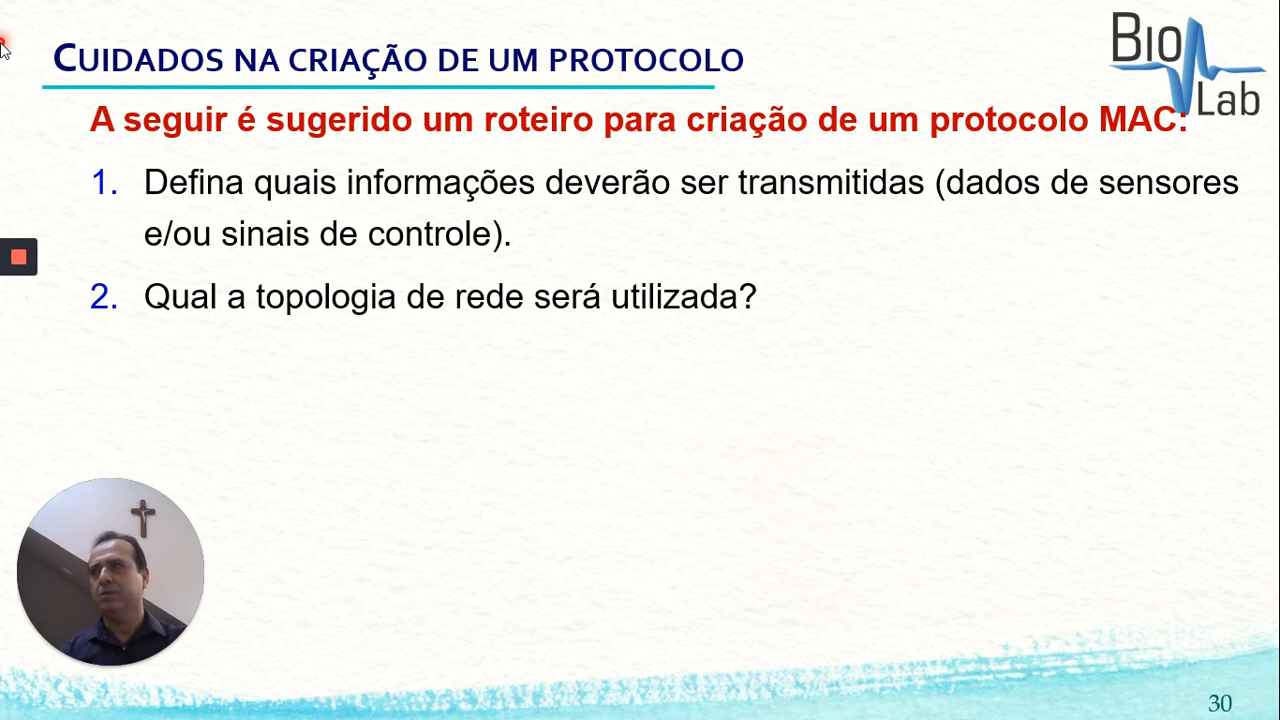 CUIDADOS NA CRIAÇÃO DE UM PROTOCOLO
Bio
Lab
A seguir é sugerido um roteiro para criação de um protocolo MAC:
1. Defina quais informações deverão ser transmitidas (dados de sensores
e/ou sinais de controle).
2. Qual a topologia de rede será utilizada?
30